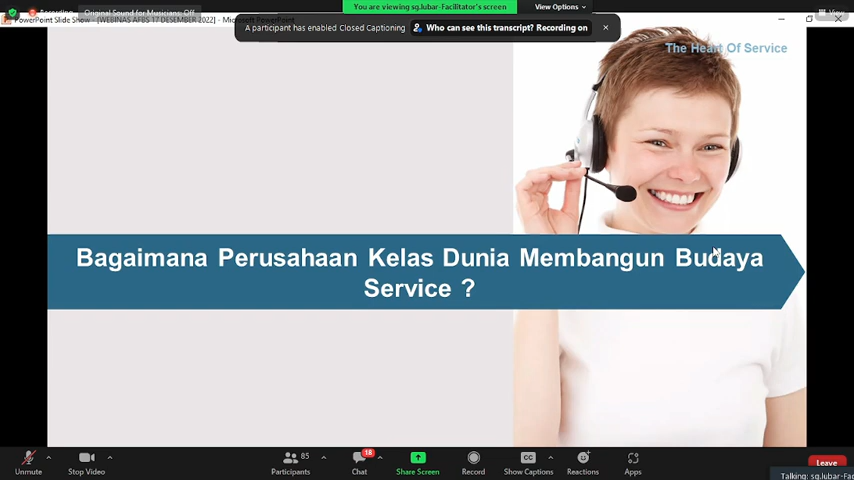 You are viewing sg.lubar-Facilitator's screen
View Options
Recording
Original Sound for Musicians: Off
PowerPoint Slide Show - [WEBINAS AFBS 17 DESEMBER 2022] - Microsoft PowerPoint
View
A participant has enabled Closed Captioning
Who can see this transcript? Recording on
The Heart Of Service
Bagaimana Perusahaan Kelas Dunia Membangun Budaya
Service ?
85
18
CC
Unmute
Stop Video
Participants
Chat
Share Screen
Record
Show Captions
Reactions
Apps
Leave
Talking: sg.lubar-Fac